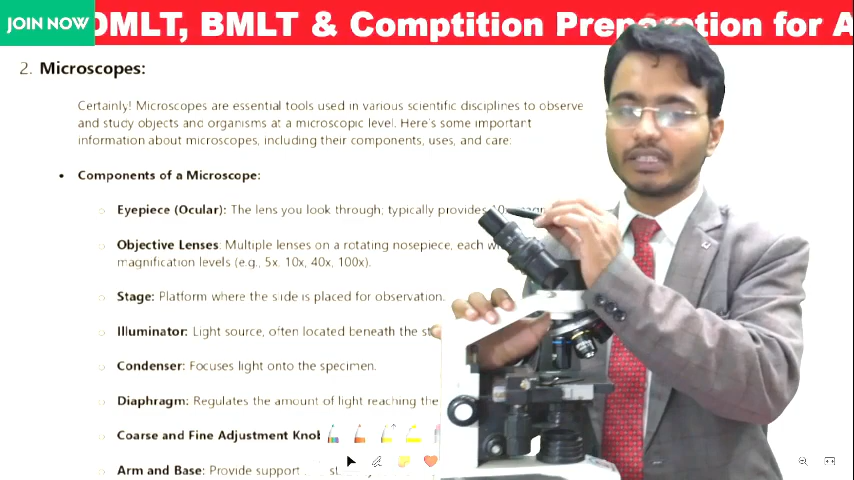 JOIN NOW
DMLT, BMLT & Comptition Preparation for A
2. Microscopes:
Certainly! Microscopes are essential tools used in various scientific disciplines to observe
and study objects and organisms at a microscopic level. Here's some important
information about microscopes, including their components, uses, and care:
• Components of a Microscope:
Eyepiece (Ocular): The lens you look through; typically provides 10x
Objective Lenses: Multiple lenses on a rotating nosepiece, each
magnification levels (e.g., 5x. 10x, 40x, 100x).
Stage: Platform where the slide is placed for observation.
Illuminator: Light source, often located beneath the
Condenser: Focuses light onto the specimen.
Diaphragm: Regulates the amount of light reaching the
Coarse and Fine Adjustment
Arm and Base: Provide support